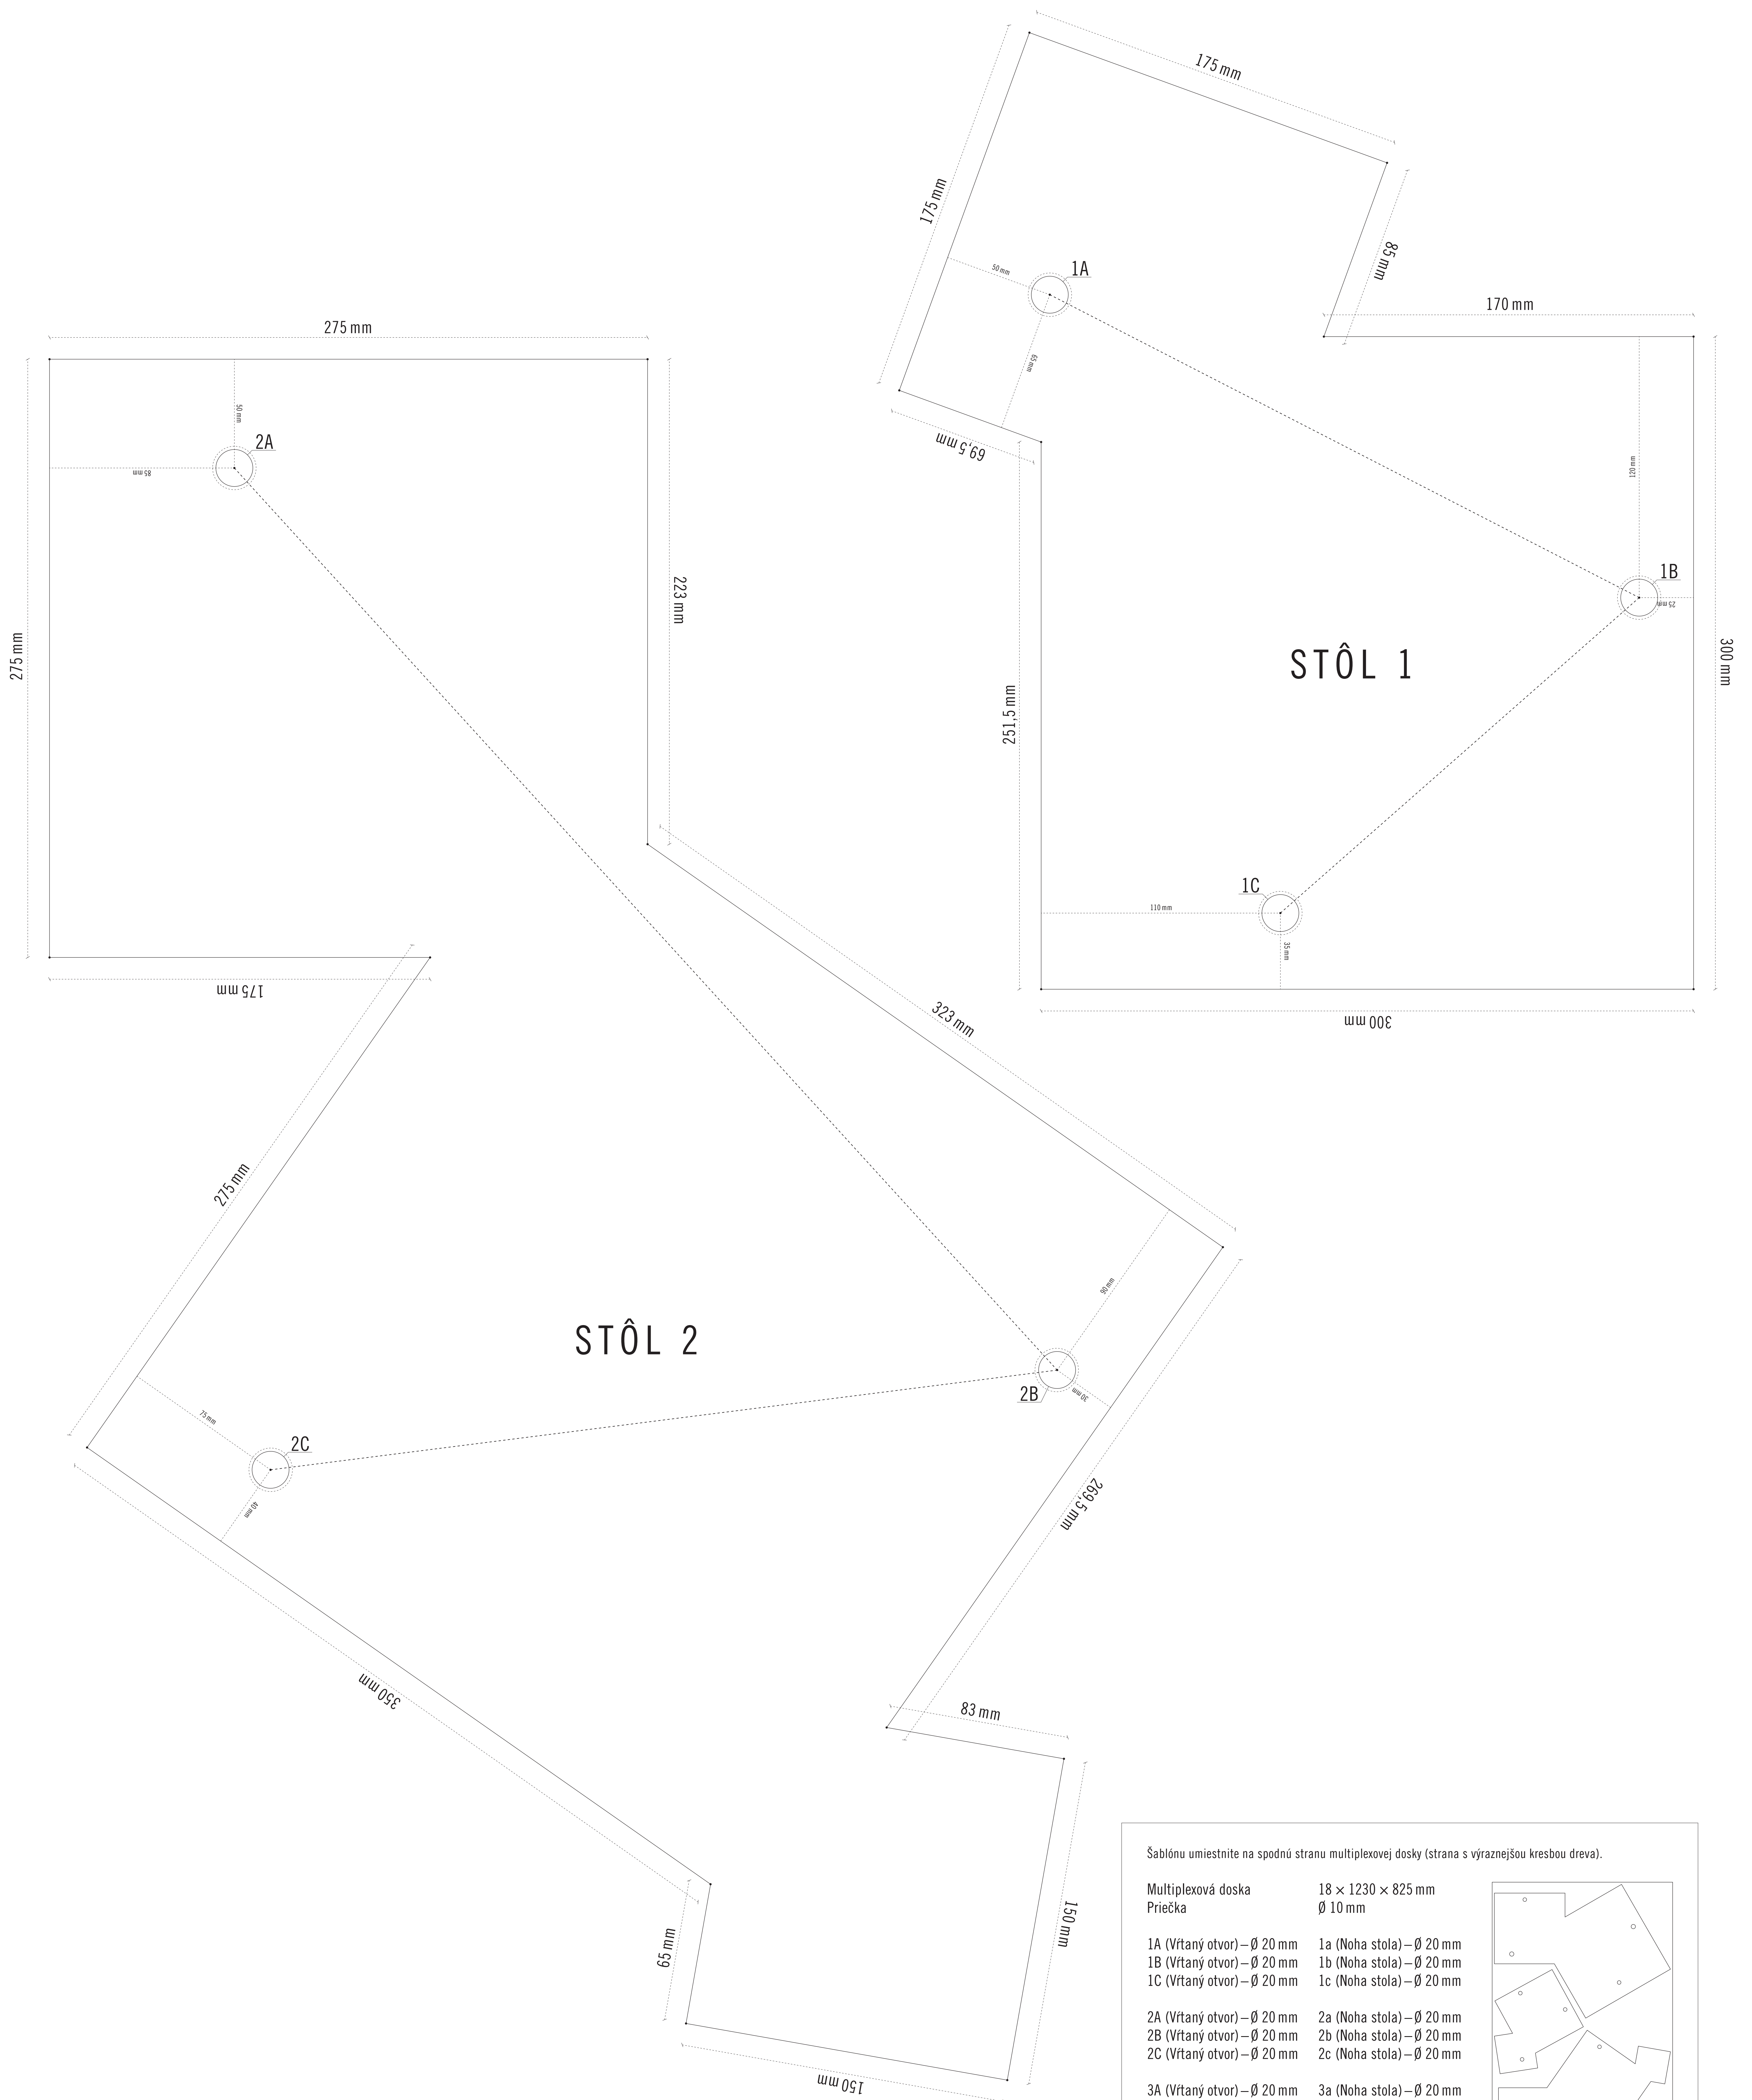 175 mm
175 mm
85 mm
50 mm
1A
65 mm
69,5 mm
170 mm
120 mm
1B
25 mm
STÔL 1
300 mm
251,5 mm
1C
110 mm
35 mm
300 mm
275 mm
50 mm
2A
85 mm
275 mm
223 mm
175 mm
323 mm
275 mm
90 mm
STÔL 2
2B
30 mm
75 mm
2C
40 mm
269,5 mm
350 mm
83 mm
65 mm
150 mm
150 mm
Šablónu umiestnite na spodnú stranu multiplexovej dosky (strana s výraznejšou kresbou dreva).
Multiplexová doska 18 × 1230 × 825 mm
Priečka Ø 10 mm
1A (Vŕtaný otvor) – Ø 20 mm 1a (Noha stola) – Ø 20 mm
1B (Vŕtaný otvor) – Ø 20 mm 1b (Noha stola) – Ø 20 mm
1C (Vŕtaný otvor) – Ø 20 mm 1c (Noha stola) – Ø 20 mm
2A (Vŕtaný otvor) – Ø 20 mm 2a (Noha stola) – Ø 20 mm
2B (Vŕtaný otvor) – Ø 20 mm 2b (Noha stola) – Ø 20 mm
2C (Vŕtaný otvor) – Ø 20 mm 2c (Noha stola) – Ø 20 mm
3A (Vŕtaný otvor) – Ø 20 mm 3a (Noha stola) – Ø 20 mm